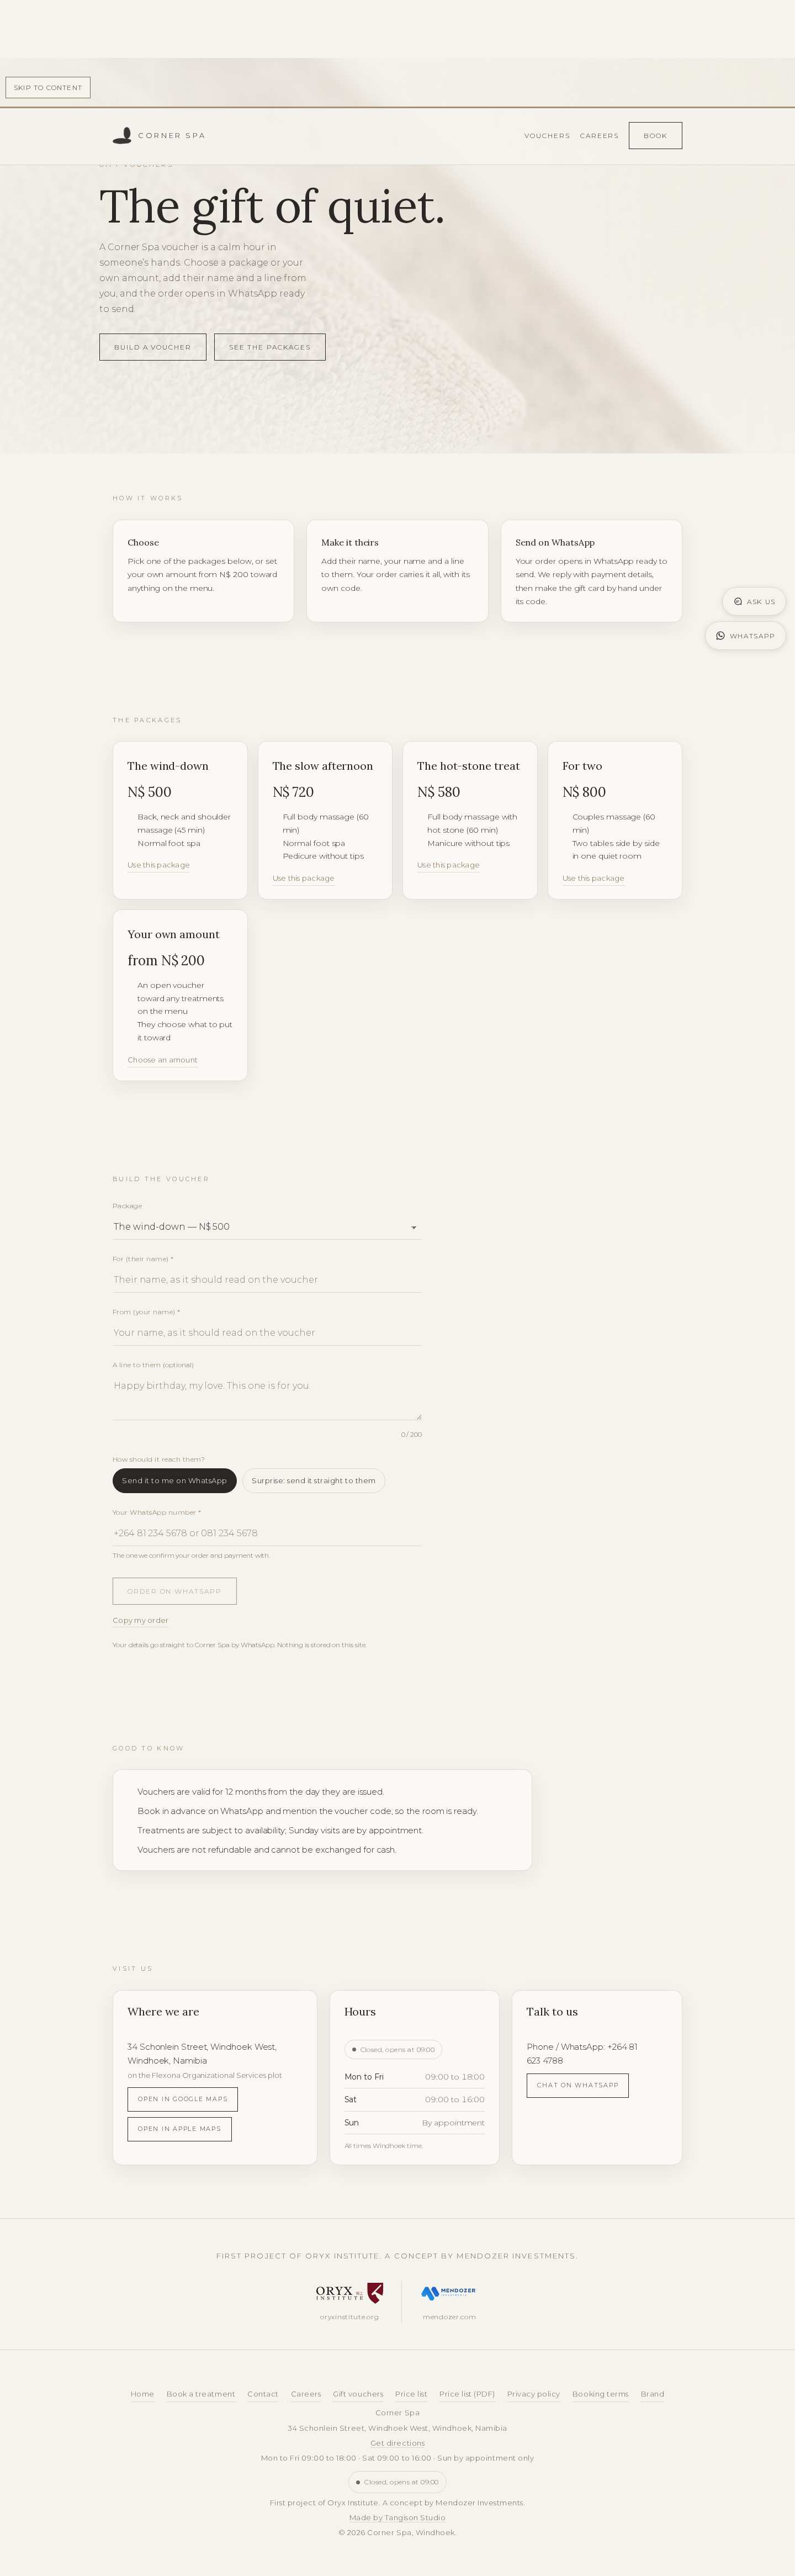 SKIP TO CONTENT
CORNER SPA
VOUCHERS
CAREERS
BOOK
GIFT VOUCHERS
The gift of quiet.
A Corner Spa voucher is a calm hour in
someone's hands. Choose a package or your
own amount, add their name and a line from
you, and the order opens in WhatsApp ready
to send.
BUILD A VOUCHER
SEE THE PACKAGES
HOW IT WORKS
Choose
Pick one of the packages below, or set
your own amount from N$ 200 toward
anything on the menu.
Make it theirs
Add their name, your name and a line
to them. Your order carries it all, with its
own code.
Send on WhatsApp
Your order opens in WhatsApp ready to
send. We reply with payment details,
then make the gift card by hand under
its code.
ASK US
WHATSAPP
THE PACKAGES
The wind-down
N$ 500
Back, neck and shoulder
massage (45 min)
Normal foot spa
Use this package
The slow afternoon
N$ 720
Full body massage (60
min)
Normal foot spa
Pedicure without tips
Use this package
The hot-stone treat
N$ 580
Full body massage with
hot stone (60 min)
Manicure without tips
Use this package
For two
N$ 800
Couples massage (60
min)
Two tables side by side
in one quiet room
Use this package
Your own amount
from N$ 200
An open voucher
toward any treatments
on the menu
They choose what to put
it toward
Choose an amount
BUILD THE VOUCHER
Package
The wind-down — N$ 500
For (their name) *
Their name, as it should read on the voucher
From (your name) *
Your name, as it should read on the voucher
A line to them (optional)
Happy birthday, my love. This one is for you.
0 / 200
How should it reach them?
Send it to me on WhatsApp
Surprise: send it straight to them
Your WhatsApp number *
+264 81 234 5678 or 081 234 5678
The one we confirm your order and payment with.
ORDER ON WHATSAPP
Copy my order
Your details go straight to Corner Spa by WhatsApp. Nothing is stored on this site.
GOOD TO KNOW
Vouchers are valid for 12 months from the day they are issued.
Book in advance on WhatsApp and mention the voucher code, so the room is ready.
Treatments are subject to availability; Sunday visits are by appointment.
Vouchers are not refundable and cannot be exchanged for cash.
VISIT US
Where we are
34 Schonlein Street, Windhoek West,
Windhoek, Namibia
on the Flexona Organizational Services plot
OPEN IN GOOGLE MAPS
OPEN IN APPLE MAPS
Hours
Closed, opens at 09:00
Mon to Fri 09:00 to 18:00
Sat 09:00 to 16:00
Sun By appointment
All times Windhoek time.
Talk to us
Phone / WhatsApp: +264 81
623 4788
CHAT ON WHATSAPP
FIRST PROJECT OF ORYX INSTITUTE. A CONCEPT BY MENDOZER INVESTMENTS.
ORYX
INSTITUTE
oryxinstitute.org
MENDOZER
mendozer.com
Home Book a treatment Contact Careers Gift vouchers Price list Price list (PDF) Privacy policy Booking terms Brand
Corner Spa
34 Schonlein Street, Windhoek West, Windhoek, Namibia
Get directions
Mon to Fri 09:00 to 18:00 · Sat 09:00 to 16:00 · Sun by appointment only
Closed, opens at 09:00
First project of Oryx Institute. A concept by Mendozer Investments.
Made by Tangison Studio
© 2026 Corner Spa, Windhoek.